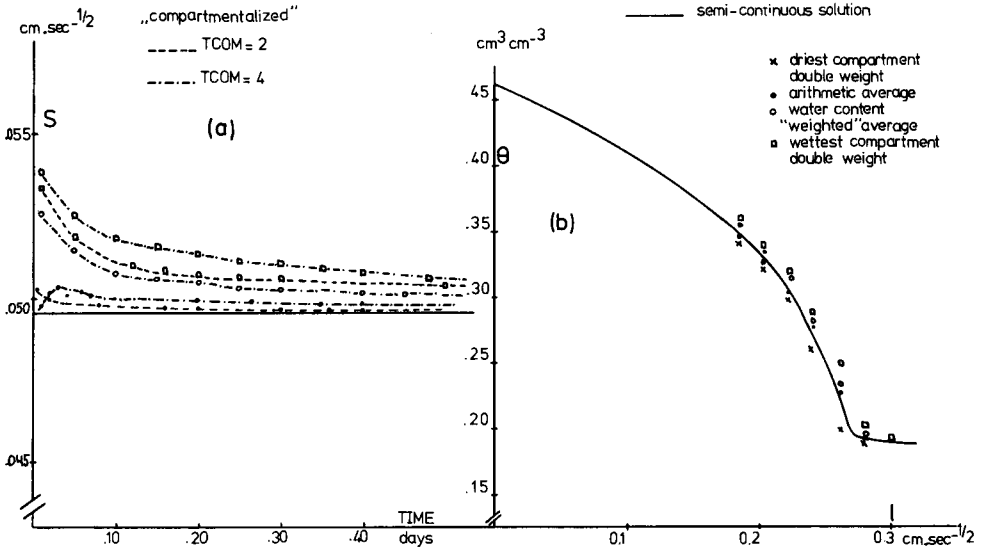 cm.sec-1/2
„compartmentalized"
TCOM = 2
TCOM = 4
S
(a)
.055
.050
.045
.10
.20
.30
.40
TIME
days
semi-continuous solution
cm3 cm-3
x driest compartment
double weight
• arithmetic average
o water content
"weighted" average
□ wettest compartment
double weight
θ
(b)
.45
.40
.35
.30
.25
.20
.15
0.1
0.2
0.3
cm.sec-1/2